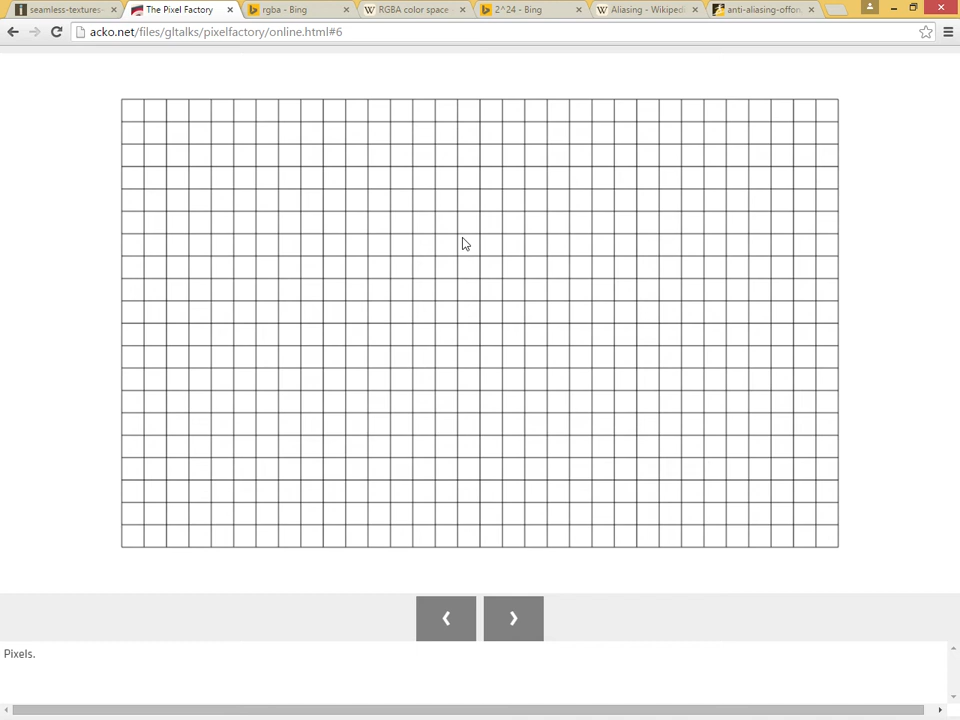 seamless-textures-
The Pixel Factory
rgba - Bing
RGBA color space
2^24 - Bing
Aliasing - Wikiped
anti-aliasing-offon
acko.net/files/gltalks/pixelfactory/online.html#6
Pixels.